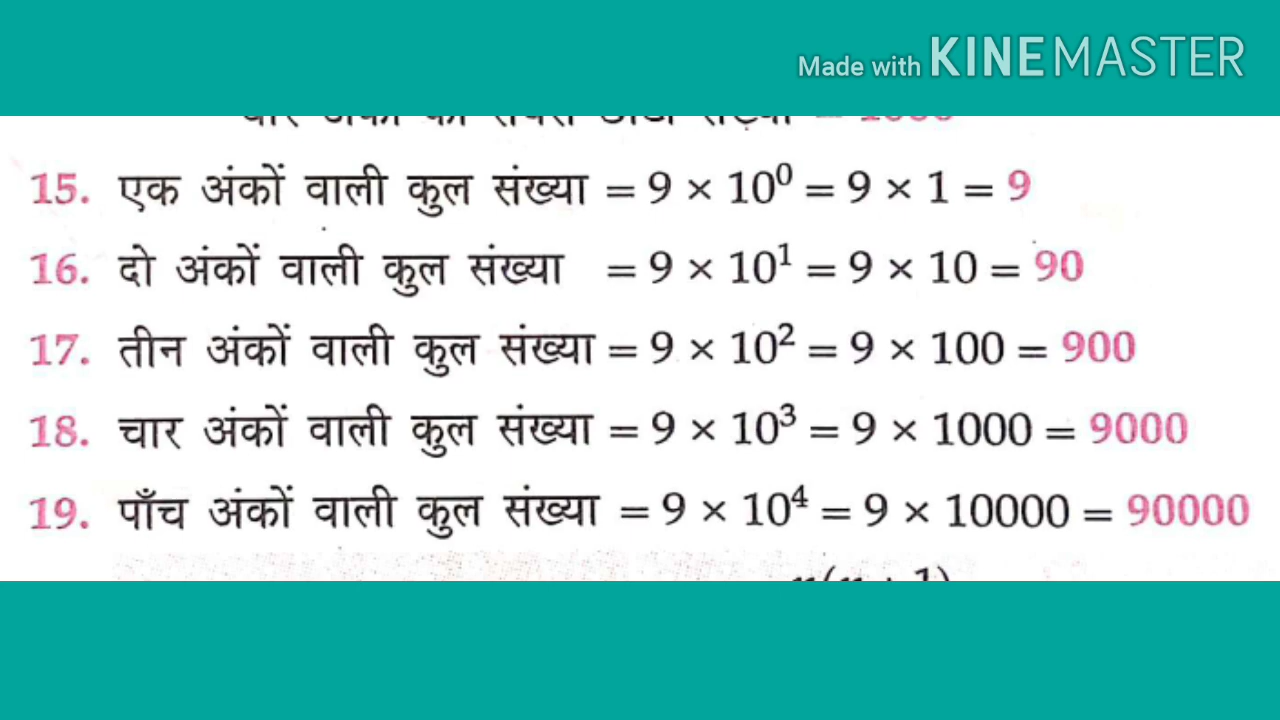 Made with KINEMASTER
15. एक अंकों वाली कुल संख्या = 9 × 10⁰ = 9 × 1 = 9
16. दो अंकों वाली कुल संख्या = 9 × 10¹ = 9 × 10 = 90
17. तीन अंकों वाली कुल संख्या = 9 × 10² = 9 × 100 = 900
18. चार अंकों वाली कुल संख्या = 9 × 10³ = 9 × 1000 = 9000
19. पाँच अंकों वाली कुल संख्या = 9 × 10⁴ = 9 × 10000 = 90000